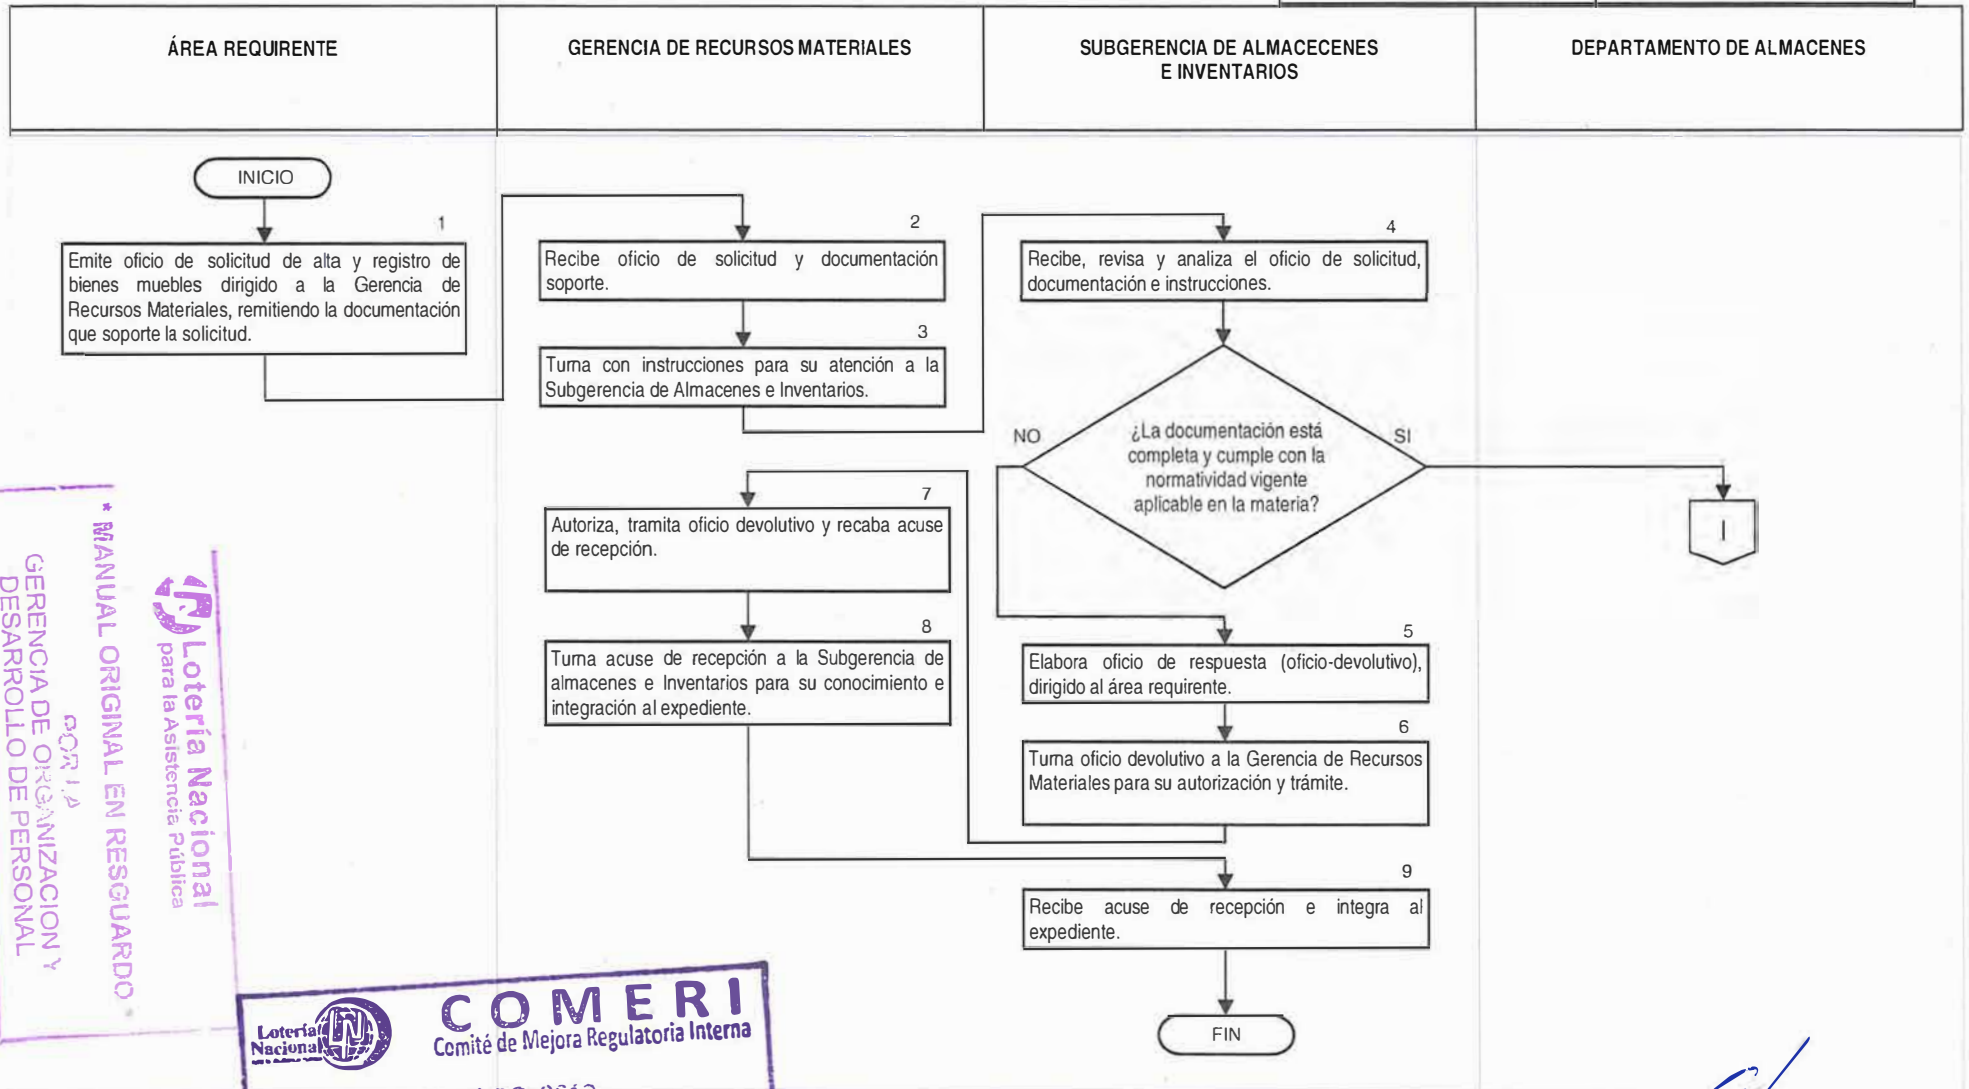 ÁREA REQUIRENTE
GERENCIA DE RECURSOS MATERIALES
SUBGERENCIA DE ALMACECENES
E INVENTARIOS
DEPARTAMENTO DE ALMACENES
INICIO
1
Emite oficio de solicitud de alta y registro de
bienes muebles dirigido a la Gerencia de
Recursos Materiales, remitiendo la documentación
que soporte la solicitud.
2
Recibe oficio de solicitud y documentación
soporte.
3
Turna con instrucciones para su atención a la
Subgerencia de Almacenes e Inventarios.
4
Recibe, revisa y analiza el oficio de solicitud,
documentación e instrucciones.
NO
¿La documentación está
completa y cumple con la
normatividad vigente
aplicable en la materia?
SI
I
5
Elabora oficio de respuesta (oficio-devolutivo),
dirigido al área requirente.
6
Turna oficio devolutivo a la Gerencia de Recursos
Materiales para su autorización y trámite.
7
Autoriza, tramita oficio devolutivo y recaba acuse
de recepción.
8
Turna acuse de recepción a la Subgerencia de
almacenes e Inventarios para su conocimiento e
integración al expediente.
9
Recibe acuse de recepción e integra al
expediente.
FIN
Lotería Nacional
para la Asistencia Pública
* MANUAL ORIGINAL EN RESGUARDO
POR LA
GERENCIA DE ORGANIZACION Y
DESARROLLO DE PERSONAL
Lotería
Nacional
COMERI
Comité de Mejora Regulatoria Interna